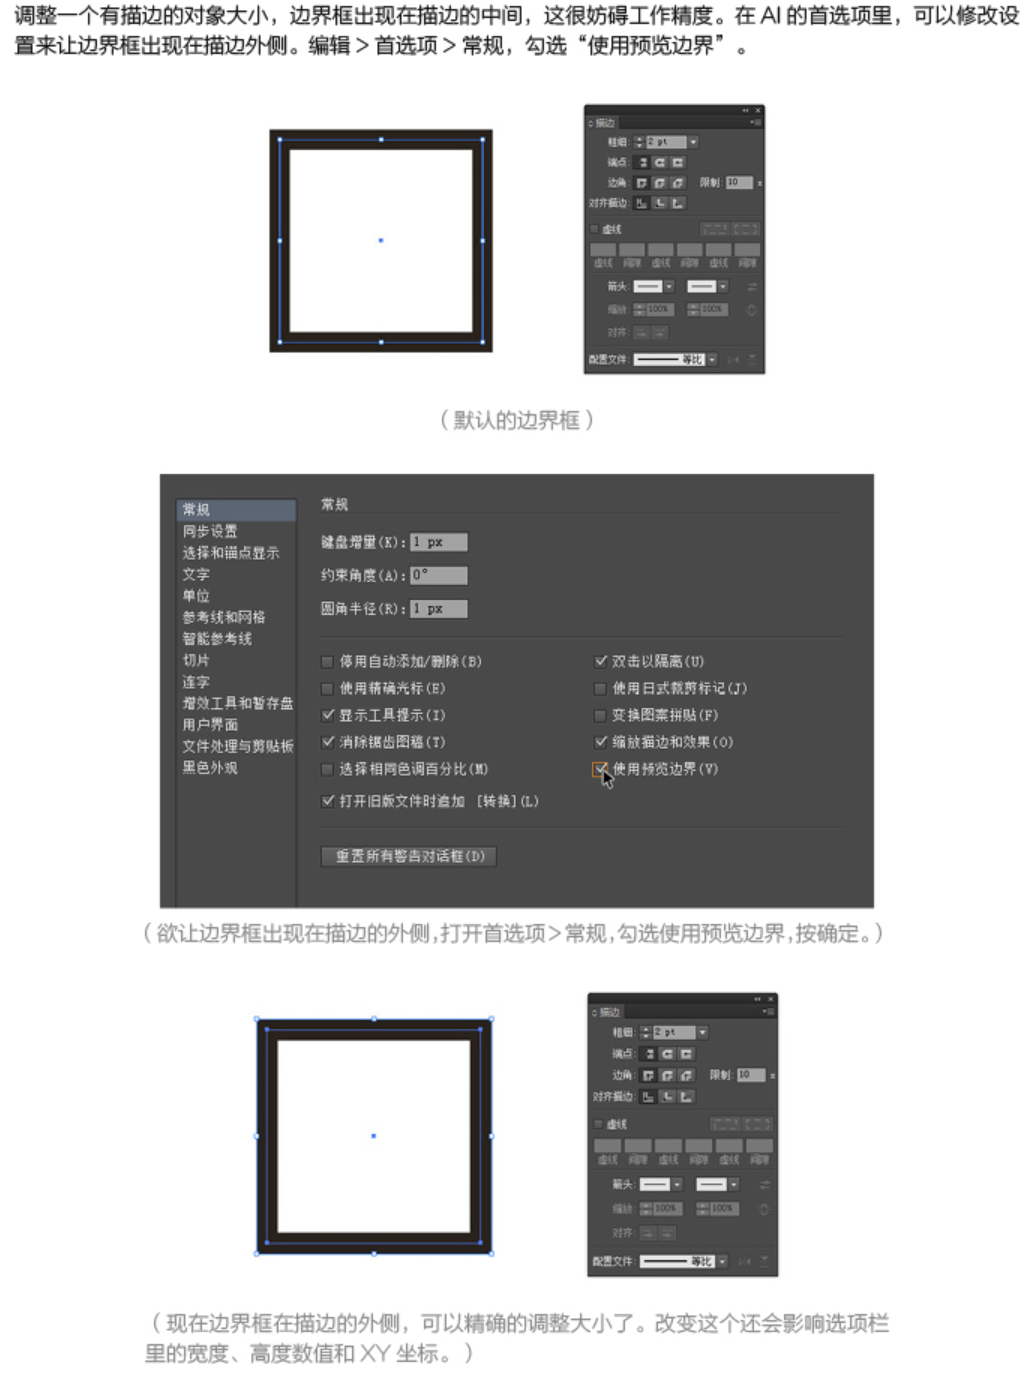 调整一个有描边的对象大小，边界框出现在描边的中间，这很妨碍工作精度。在 AI 的首选项里，可以修改设
置来让边界框出现在描边外侧。编辑 > 首选项 > 常规，勾选“使用预览边界”。
描边
粗细: 2 pt
端点:
边角: 限制: 10 x
对齐描边:
虚线
虚线 间隙 虚线 间隙 虚线 间隙
箭头:
缩放: 100% 100%
对齐:
配置文件: 等比
（默认的边界框）
常规
同步设置
选择和锚点显示
文字
单位
参考线和网格
智能参考线
切片
连字
增效工具和暂存盘
用户界面
文件处理与剪贴板
黑色外观
常规
键盘增量(K): 1 px
约束角度(A): 0°
圆角半径(R): 1 px
停用自动添加/删除(B) 双击以隔离(U)
使用精确光标(E) 使用日式裁剪标记(J)
显示工具提示(I) 变换图案拼贴(F)
消除锯齿图稿(T) 缩放描边和效果(O)
选择相同色调百分比(M) 使用预览边界(V)
打开旧版文件时追加 [转换](L)
重置所有警告对话框(D)
（欲让边界框出现在描边的外侧,打开首选项>常规,勾选使用预览边界,按确定。）
描边
粗细: 2 pt
端点:
边角: 限制: 10 x
对齐描边:
虚线
虚线 间隙 虚线 间隙 虚线 间隙
箭头:
缩放: 100% 100%
对齐:
配置文件: 等比
（现在边界框在描边的外侧，可以精确的调整大小了。改变这个还会影响选项栏
里的宽度、高度数值和 XY 坐标。）